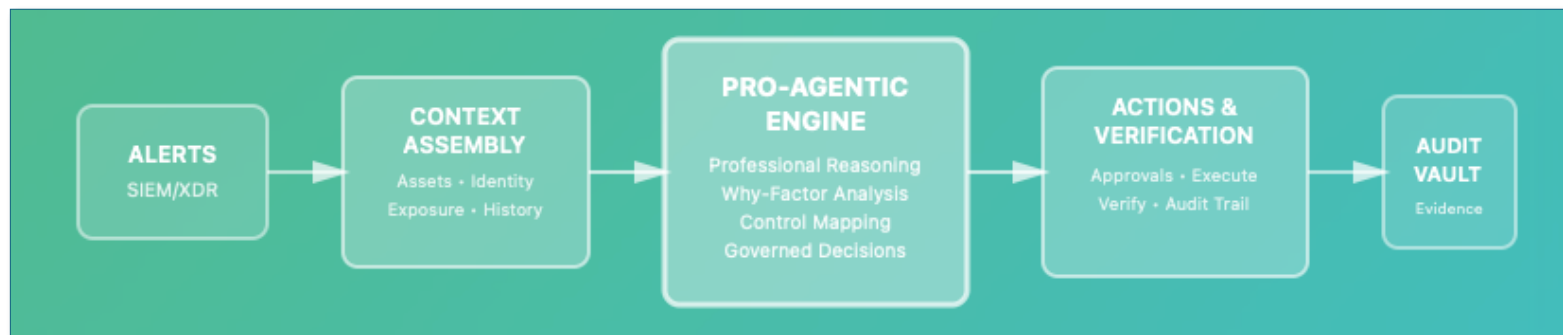 ALERTS
SIEM/XDR
CONTEXT
ASSEMBLY
Assets • Identity
Exposure • History
PRO-AGENTIC
ENGINE
Professional Reasoning
Why-Factor Analysis
Control Mapping
Governed Decisions
ACTIONS &
VERIFICATION
Approvals • Execute
Verify • Audit Trail
AUDIT
VAULT
Evidence